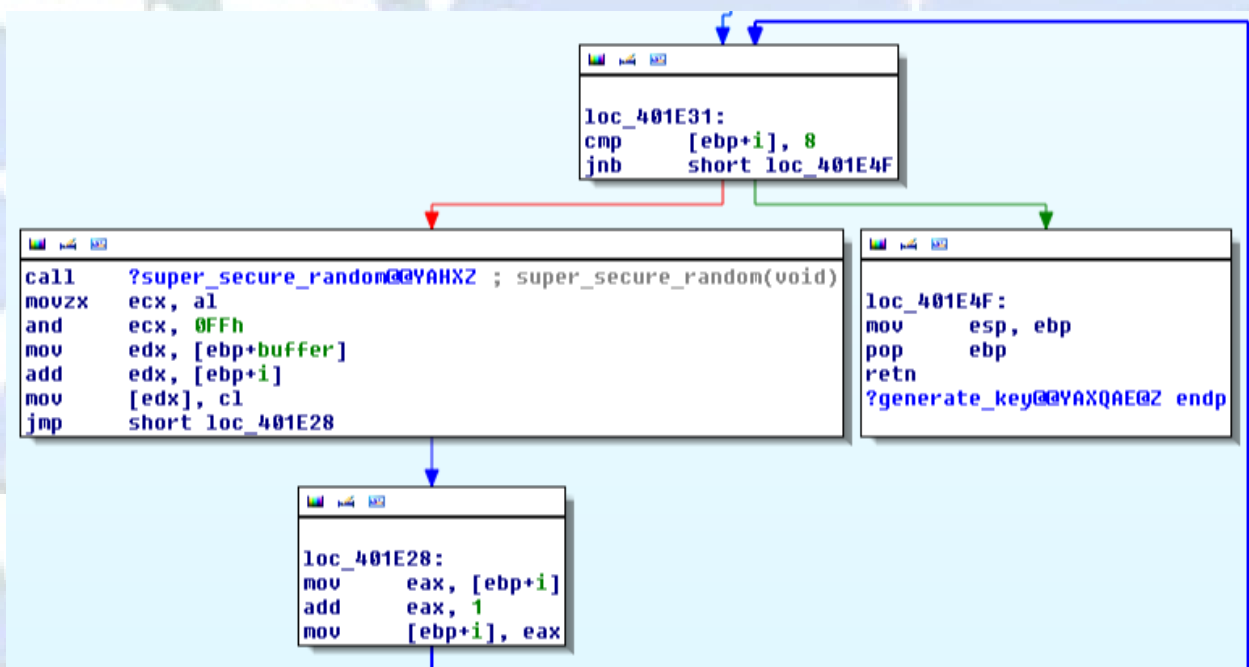 loc_401E31:
cmp [ebp+i], 8
jnb short loc_401E4F
call ?super_secure_random@@YAHXZ ; super_secure_random(void)
movzx ecx, al
and ecx, 0FFh
mov edx, [ebp+buffer]
add edx, [ebp+i]
mov [edx], cl
jmp short loc_401E28
loc_401E4F:
mov esp, ebp
pop ebp
retn
?generate_key@@YAXQAE@Z endp
loc_401E28:
mov eax, [ebp+i]
add eax, 1
mov [ebp+i], eax